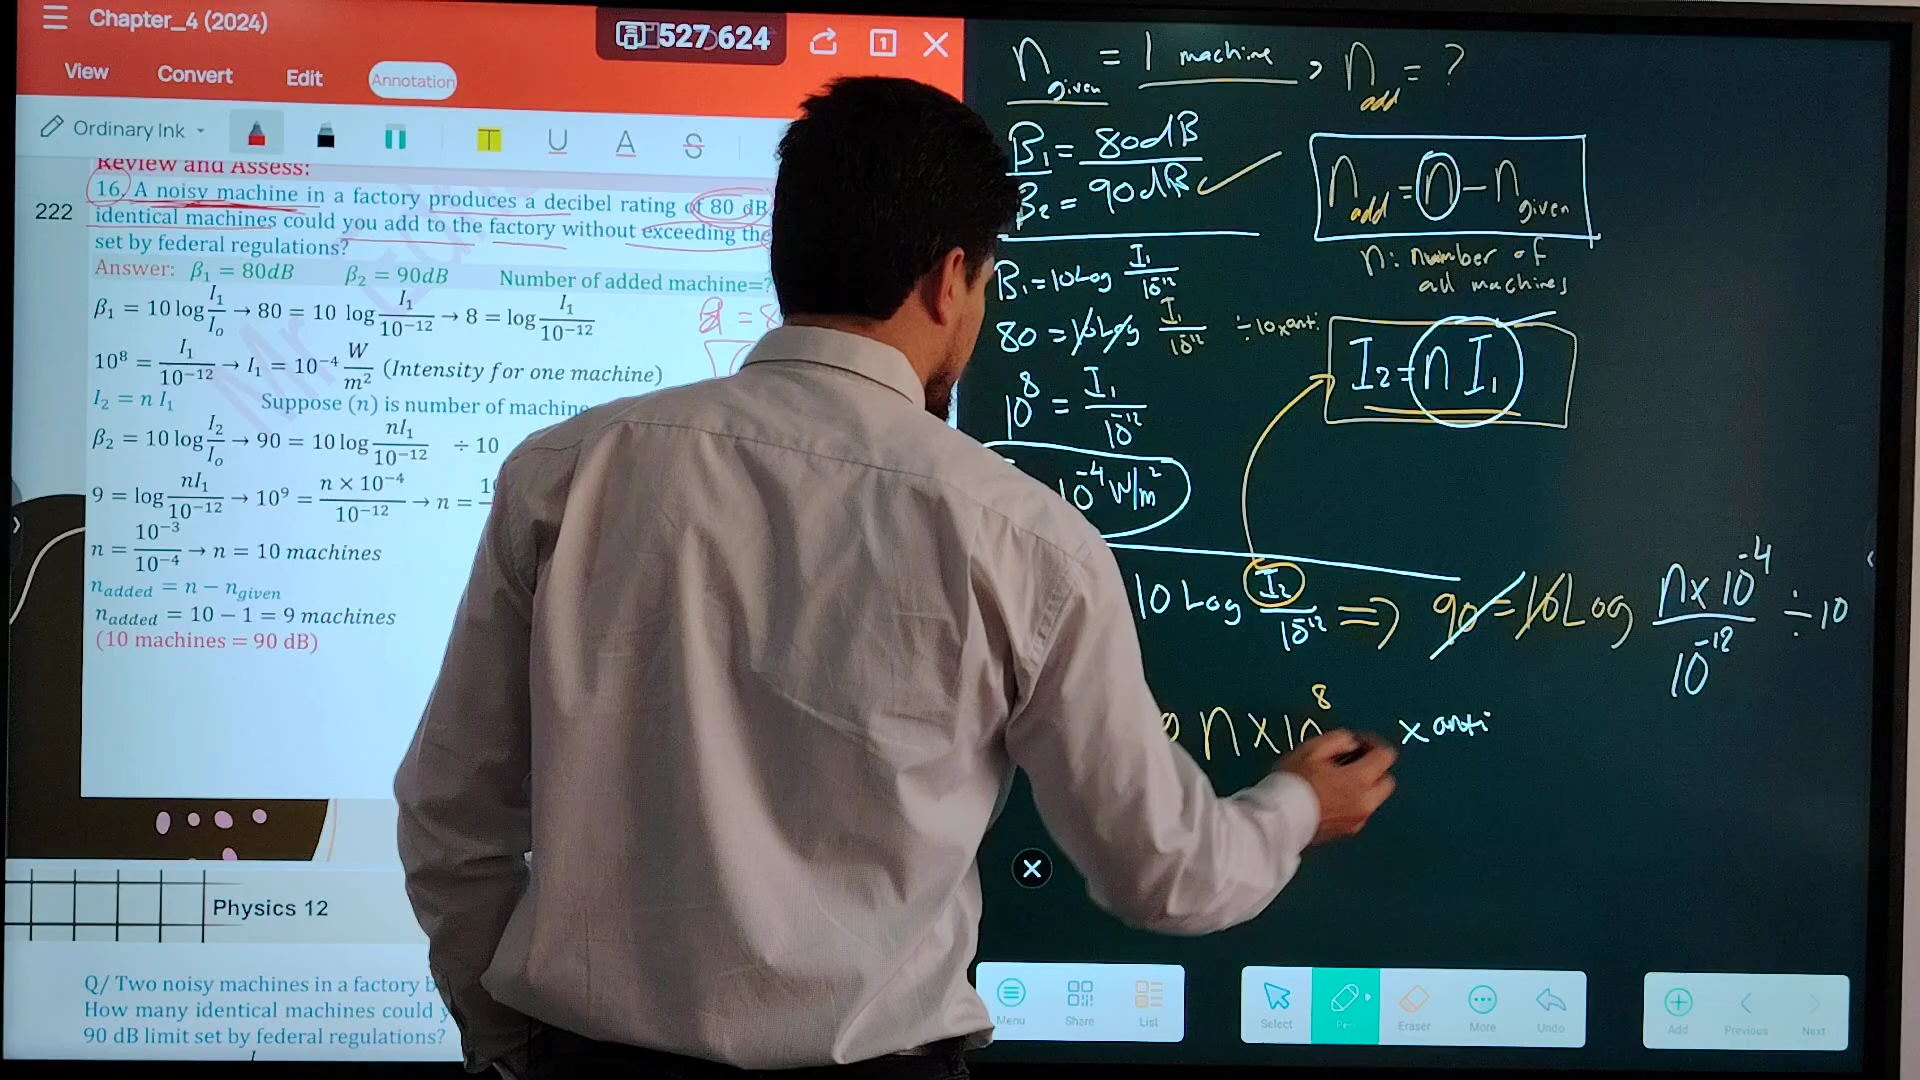 Chapter_4 (2024)
527 624
1
View Convert Edit Annotation
Ordinary Ink
T U A S
Review and Assess:
222
16. A noisy machine in a factory produces a decibel rating of 80 dB
identical machines could you add to the factory without exceeding the
set by federal regulations?
Answer: β₁ = 80dB β₂ = 90dB Number of added machine=?
β₁ = 10 log I₁/Iₒ → 80 = 10 log I₁/10⁻¹² → 8 = log I₁/10⁻¹²
10⁸ = I₁/10⁻¹² → I₁ = 10⁻⁴ W/m² (Intensity for one machine)
I₂ = n I₁ Suppose (n) is number of machine
β₂ = 10 log I₂/Iₒ → 90 = 10 log nI₁/10⁻¹² ÷ 10
9 = log nI₁/10⁻¹² → 10⁹ = n × 10⁻⁴/10⁻¹² → n =
n = 10⁻³/10⁻⁴ → n = 10 machines
n added = n − n given
n added = 10 − 1 = 9 machines
(10 machines = 90 dB)
Physics 12
Q/ Two noisy machines in a factory
How many identical machines could
90 dB limit set by federal regulations?
n given = 1 machine , n add = ?
β₁ = 80dB
β₂ = 90dB
n add = n − n given
n: number of
all machines
β₁ = 10 Log I₁/10⁻¹²
80 = 10 Log I₁/10⁻¹² ÷10 x anti
10⁸ = I₁/10⁻¹²
10⁻⁴ W/m²
I₂ = n I₁
10 Log I₂/10⁻¹² ⇒ 90 = 10 Log n x 10⁻⁴/10⁻¹² ÷ 10
n x 10⁸ x anti
Menu Share List
Select Pen Eraser More Undo
Add Previous Next